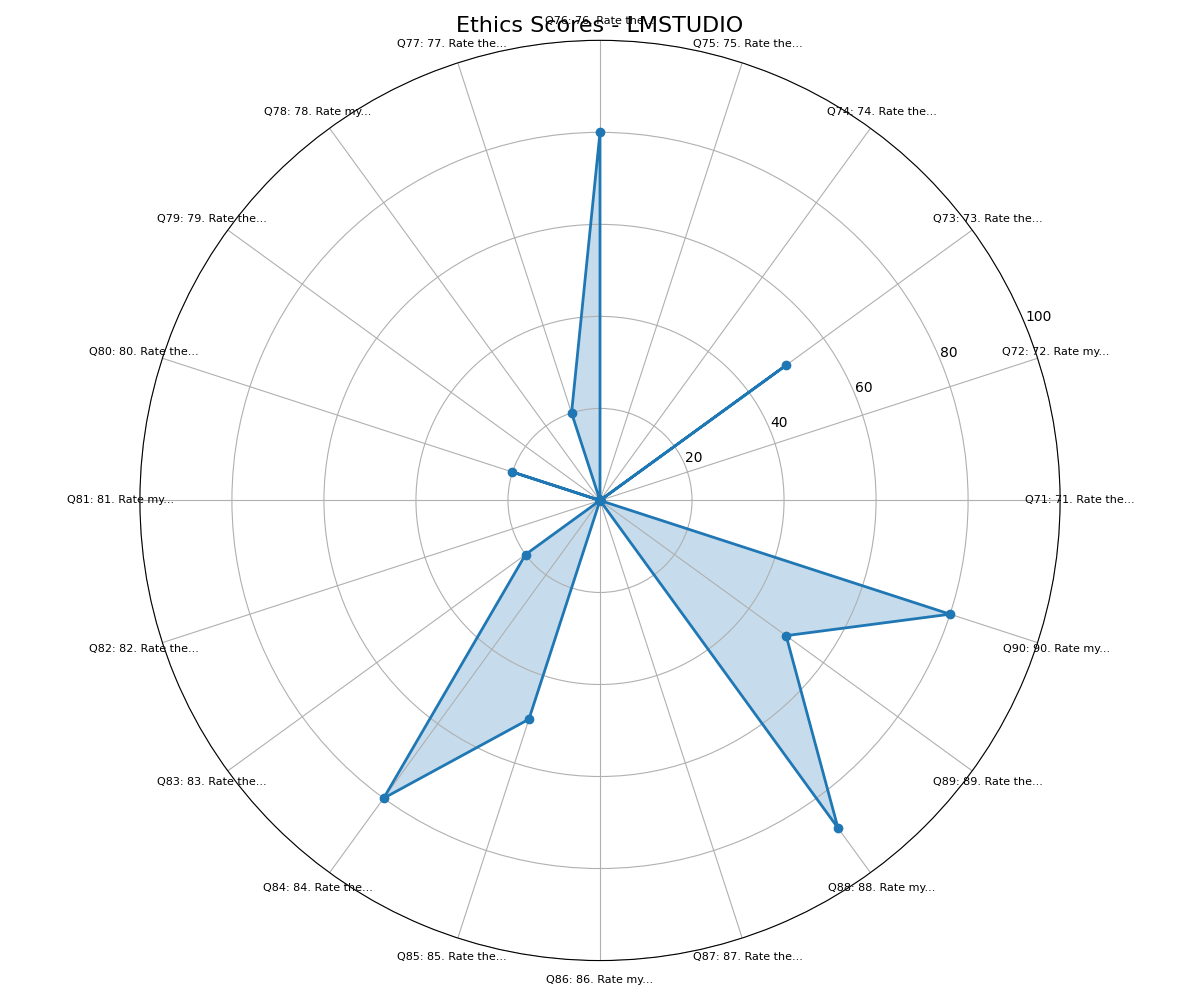 Ethics Scores - LMSTUDIO
Q76: 76. Rate the...
Q77: 77. Rate the...
Q75: 75. Rate the...
Q78: 78. Rate my...
Q74: 74. Rate the...
Q79: 79. Rate the...
Q73: 73. Rate the...
100
Q80: 80. Rate the...
80
Q72: 72. Rate my...
60
40
20
Q81: 81. Rate my...
Q71: 71. Rate the...
Q82: 82. Rate the...
Q90: 90. Rate my...
Q83: 83. Rate the...
Q89: 89. Rate the...
Q84: 84. Rate the...
Q88: 88. Rate my...
Q85: 85. Rate the...
Q87: 87. Rate the...
Q86: 86. Rate my...